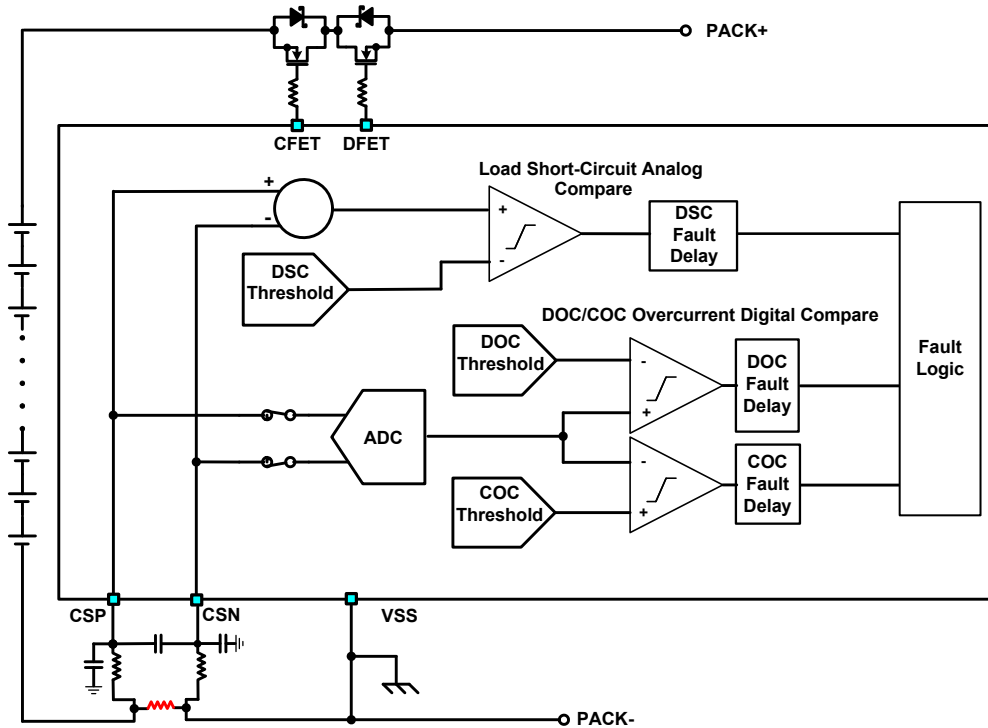 PACK+
CFET
DFET
Load Short-Circuit Analog
Compare
+
-
+
-
DSC
Threshold
DSC
Fault
Delay
DOC/COC Overcurrent Digital Compare
DOC
Threshold
-
+
DOC
Fault
Delay
Fault
Logic
ADC
COC
Threshold
-
+
COC
Fault
Delay
CSP
CSN
VSS
PACK-